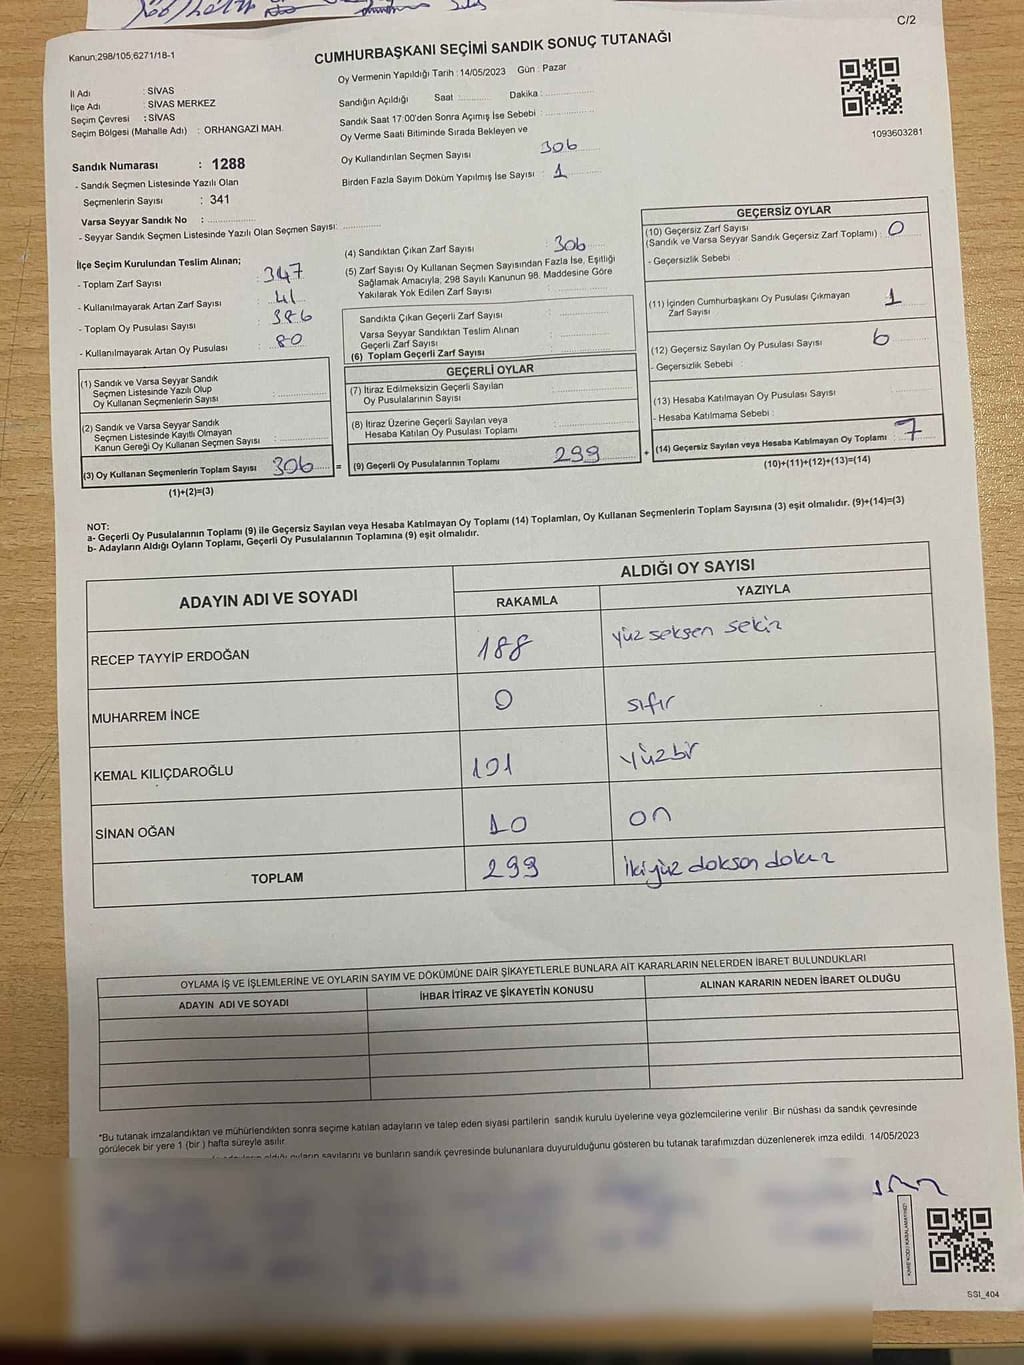 C/2
Kanun:298/105,6271/18-1
CUMHURBAŞKANI SEÇİMİ SANDIK SONUÇ TUTANAĞI
Oy Vermenin Yapıldığı Tarih :14/05/2023 Gün : Pazar
İl Adı : SİVAS
İlçe Adı : SİVAS MERKEZ
Seçim Çevresi : SİVAS
Seçim Bölgesi (Mahalle Adı) : ORHANGAZİ MAH.
Sandığın Açıldığı Saat : Dakika :
Sandık Saat 17:00'den Sonra Açımış İse Sebebi :
Oy Verme Saati Bitiminde Sırada Bekleyen ve
Oy Kullandırılan Seçmen Sayısı 306
Birden Fazla Sayım Döküm Yapılmış İse Sayısı : 1
1093603281
Sandık Numarası : 1288
- Sandık Seçmen Listesinde Yazılı Olan
Seçmenlerin Sayısı : 341
Varsa Seyyar Sandık No :
- Seyyar Sandık Seçmen Listesinde Yazılı Olan Seçmen Sayısı:
İlçe Seçim Kurulundan Teslim Alınan;
- Toplam Zarf Sayısı : 347
- Kullanılmayarak Artan Zarf Sayısı : 41
- Toplam Oy Pusulası Sayısı : 386
- Kullanılmayarak Artan Oy Pusulası : 80
(1) Sandık ve Varsa Seyyar Sandık
Seçmen Listesinde Yazılı Olup
Oy Kullanan Seçmenlerin Sayısı :
(2) Sandık ve Varsa Seyyar Sandık
Seçmen Listesinde Kayıtlı Olmayan
Kanun Gereği Oy Kullanan Seçmen Sayısı :
(3) Oy Kullanan Seçmenlerin Toplam Sayısı 306 =
(1)+(2)=(3)
(4) Sandıktan Çıkan Zarf Sayısı : 306
(5) Zarf Sayısı Oy Kullanan Seçmen Sayısından Fazla İse, Eşitliği
Sağlamak Amacıyla, 298 Sayılı Kanunun 98. Maddesine Göre
Yakılarak Yok Edilen Zarf Sayısı :
Sandıkta Çıkan Geçerli Zarf Sayısı :
Varsa Seyyar Sandıktan Teslim Alınan
Geçerli Zarf Sayısı :
(6) Toplam Geçerli Zarf Sayısı :
GEÇERLİ OYLAR
(7) İtiraz Edilmeksizin Geçerli Sayılan
Oy Pusulalarının Sayısı :
(8) İtiraz Üzerine Geçerli Sayılan veya
Hesaba Katılan Oy Pusulası Toplamı :
(9) Geçerli Oy Pusulalarının Toplamı 299 +
GEÇERSİZ OYLAR
(10) Geçersiz Zarf Sayısı
(Sandık ve Varsa Seyyar Sandık Geçersiz Zarf Toplamı) : 0
- Geçersizlik Sebebi :
(11) İçinden Cumhurbaşkanı Oy Pusulası Çıkmayan
Zarf Sayısı 1
(12) Geçersiz Sayılan Oy Pusulası Sayısı 6
- Geçersizlik Sebebi :
(13) Hesaba Katılmayan Oy Pusulası Sayısı
- Hesaba Katılmama Sebebi :
(14) Geçersiz Sayılan veya Hesaba Katılmayan Oy Toplamı : 7
(10)+(11)+(12)+(13)=(14)
NOT:
a- Geçerli Oy Pusulalarının Toplamı (9) ile Geçersiz Sayılan veya Hesaba Katılmayan Oy Toplamı (14) Toplamları, Oy Kullanan Seçmenlerin Toplam Sayısına (3) eşit olmalıdır. (9)+(14)=(3)
b- Adayların Aldığı Oyların Toplamı, Geçerli Oy Pusulalarının Toplamına (9) eşit olmalıdır.
ADAYIN ADI VE SOYADI ALDIĞI OY SAYISI
RAKAMLA YAZIYLA
RECEP TAYYİP ERDOĞAN 188 yüz seksen sekiz
MUHARREM İNCE 0 sıfır
KEMAL KILIÇDAROĞLU 101 yüzbir
SİNAN OĞAN 10 on
TOPLAM 299 ikiyüz doksan dokuz
OYLAMA İŞ VE İŞLEMLERİNE VE OYLARIN SAYIM VE DÖKÜMÜNE DAİR ŞİKAYETLERLE BUNLARA AİT KARARLARIN NELERDEN İBARET BULUNDUKLARI
ADAYIN ADI VE SOYADI İHBAR İTİRAZ VE ŞİKAYETİN KONUSU ALINAN KARARIN NEDEN İBARET OLDUĞU
*Bu tutanak imzalandıktan ve mühürlendikten sonra seçime katılan adayların ve talep eden siyasi partilerin sandık kurulu üyelerine veya gözlemcilerine verilir. Bir nüshası da sandık çevresinde
görülecek bir yere 1 (bir ) hafta süreyle asılır.
oyların sayılarını ve bunların sandık çevresinde bulunanlara duyurulduğunu gösteren bu tutanak tarafımızdan düzenlenerek imza edildi. 14/05/2023
SSI_404